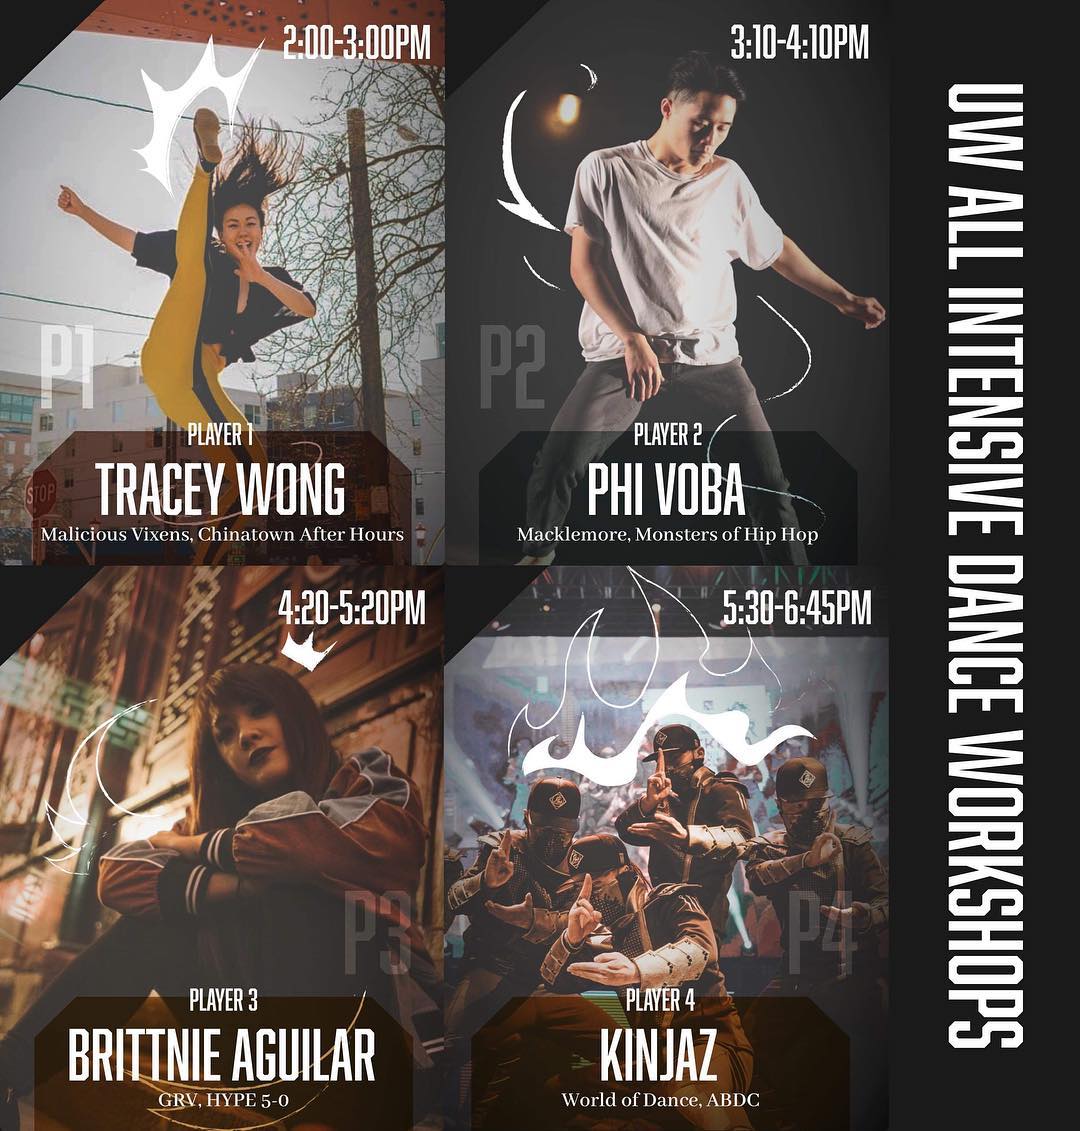 2:00-3:00PM
P1
STOP
PLAYER 1
TRACEY WONG
Malicious Vixens, Chinatown After Hours
3:10-4:10PM
P2
PLAYER 2
PHI VOBA
Macklemore, Monsters of Hip Hop
4:20-5:20PM
P3
PLAYER 3
BRITTNIE AGUILAR
GRV, HYPE 5-0
5:30-6:45PM
P4
PLAYER 4
KINJAZ
World of Dance, ABDC
UW ALL INTENSIVE DANCE WORKSHOPS